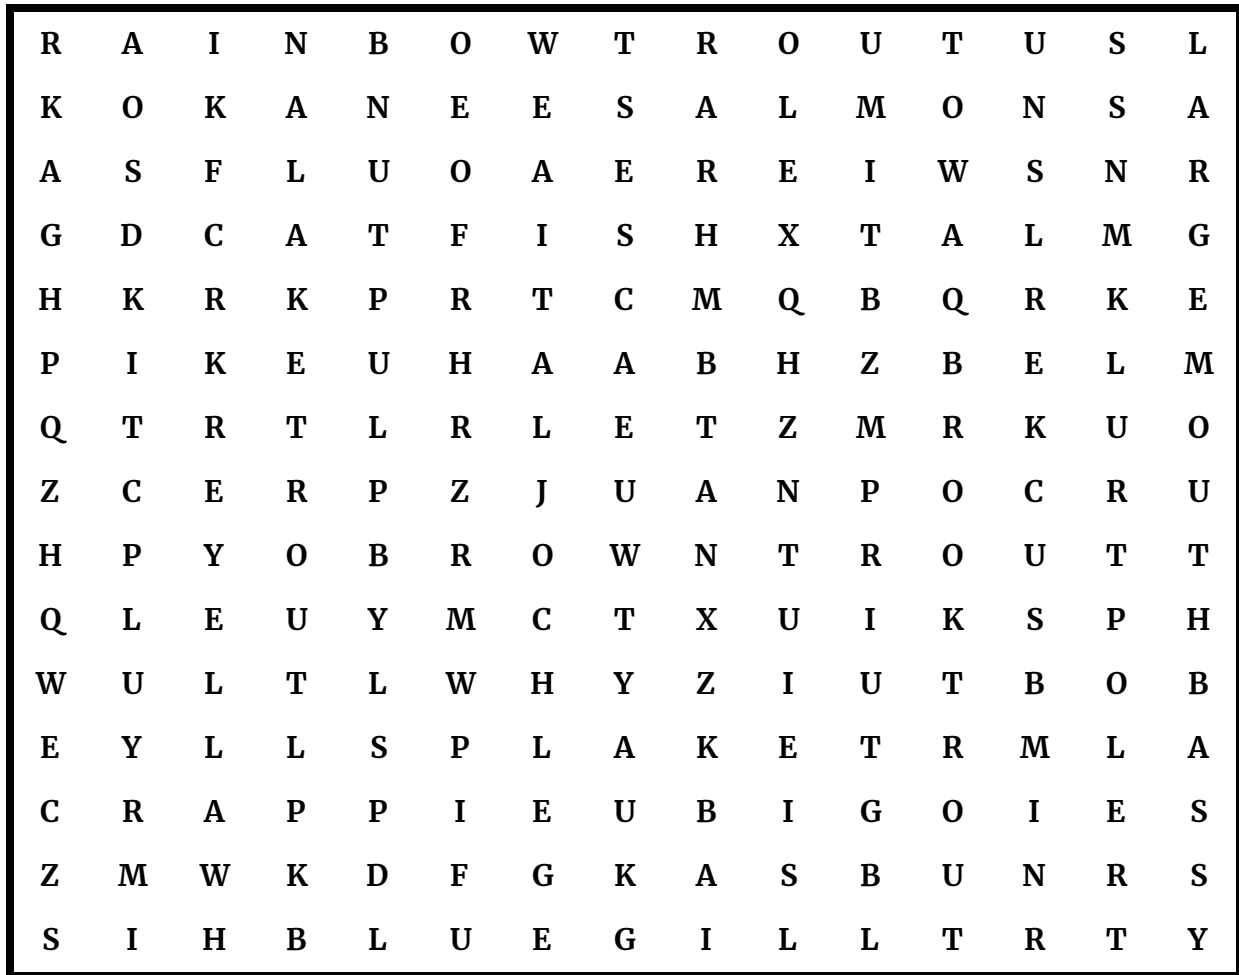 R A I N B O W T R O U T U S L
K O K A N E E S A L M O N S A
A S F L U O A E R E I W S N R
G D C A T F I S H X T A L M G
H K R K P R T C M Q B Q R K E
P I K E U H A A B H Z B E L M
Q T R T L R L E T Z M R K U O
Z C E R P Z J U A N P O C R U
H P Y O B R O W N T R O U T T
Q L E U Y M C T X U I K S P H
W U L T L W H Y Z I U T B O B
E Y L L S P L A K E T R M L A
C R A P P I E U B I G O I E S
Z M W K D F G K A S B U N R S
S I H B L U E G I L L T R T Y